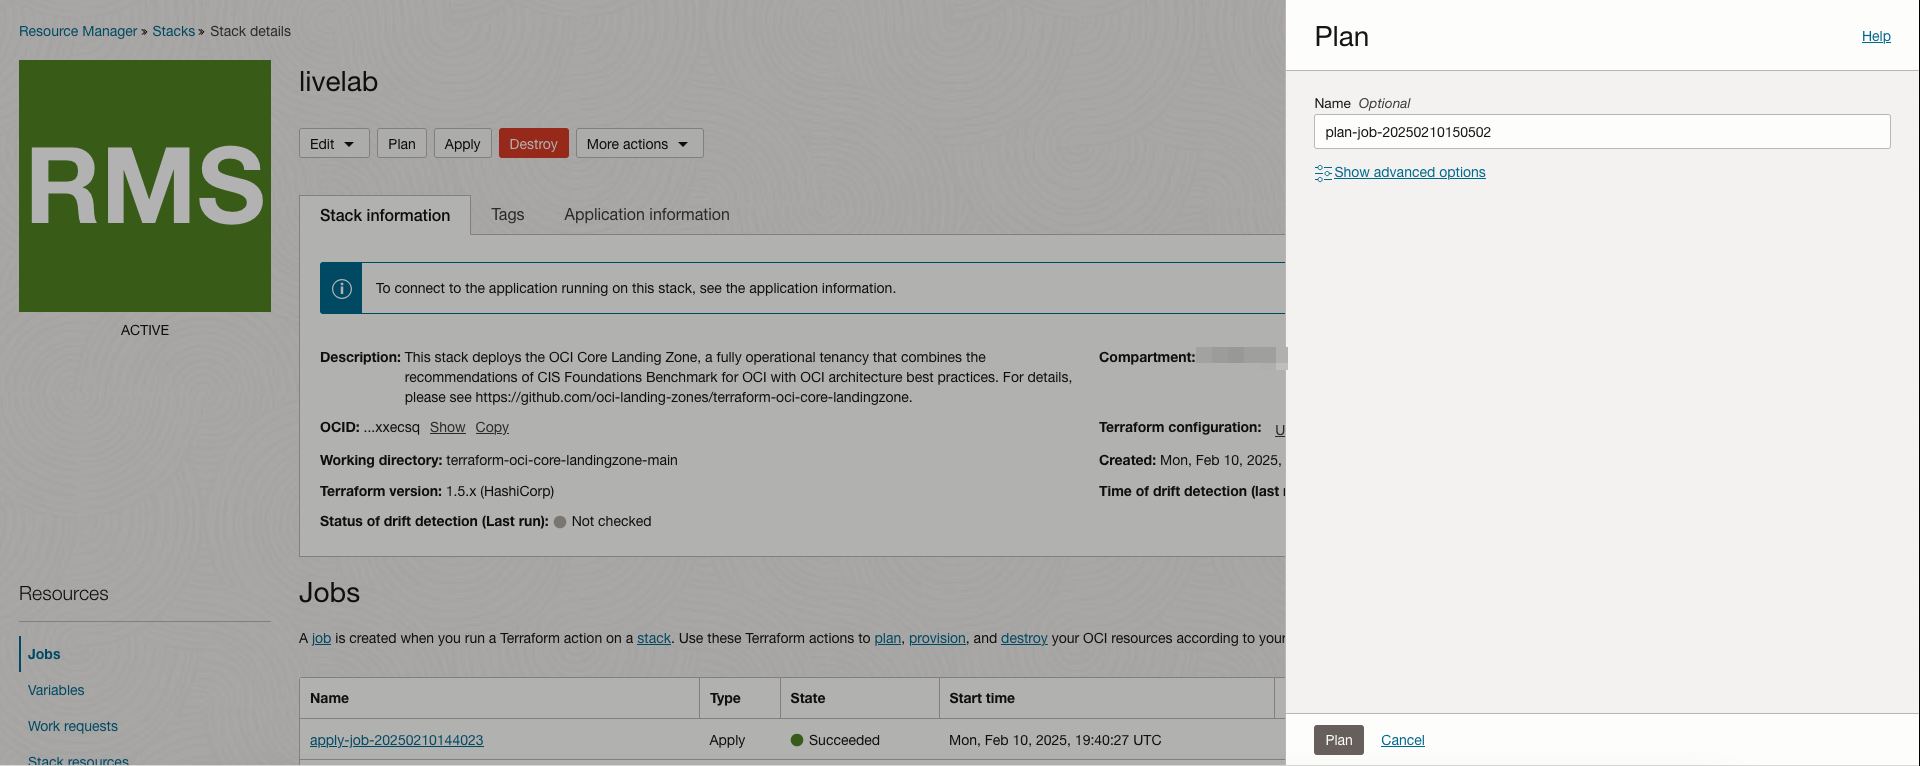 Resource Manager » Stacks » Stack details
RMS
ACTIVE
livelab
Edit
Plan
Apply
Destroy
More actions
Stack information
Tags
Application information
To connect to the application running on this stack, see the application information.
Description: This stack deploys the OCI Core Landing Zone, a fully operational tenancy that combines the
recommendations of CIS Foundations Benchmark for OCI with OCI architecture best practices. For details,
please see https://github.com/oci-landing-zones/terraform-oci-core-landingzone.
OCID: ...xxecsq Show Copy
Working directory: terraform-oci-core-landingzone-main
Terraform version: 1.5.x (HashiCorp)
Status of drift detection (Last run): Not checked
Compartment:
Terraform configuration: U
Created: Mon, Feb 10, 2025,
Time of drift detection (last
Resources
Jobs
Variables
Work requests
Stack resources
Jobs
A job is created when you run a Terraform action on a stack. Use these Terraform actions to plan, provision, and destroy your OCI resources according to your
Name Type State Start time
apply-job-20250210144023 Apply Succeeded Mon, Feb 10, 2025, 19:40:27 UTC
Plan
Help
Name Optional
plan-job-20250210150502
Show advanced options
Plan
Cancel